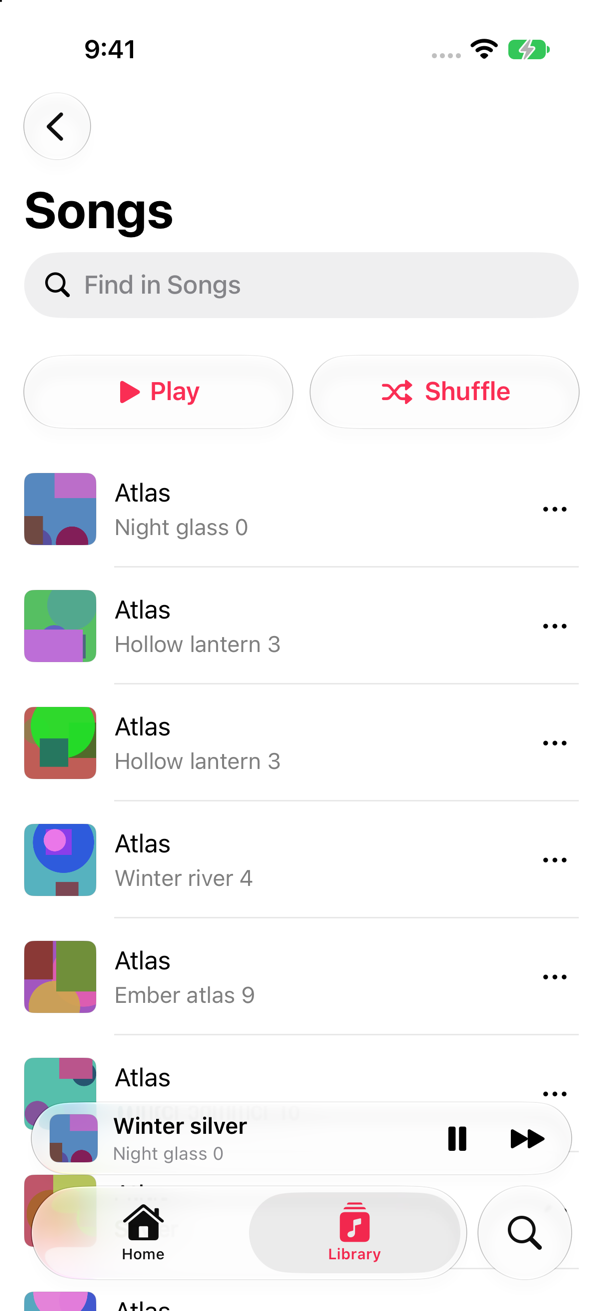 9:41
Songs
Find in Songs
Play
Shuffle
Atlas
Night glass 0
Atlas
Hollow lantern 3
Atlas
Hollow lantern 3
Atlas
Winter river 4
Atlas
Ember atlas 9
Atlas
Winter silver
Night glass 0
Home
Library
Atlas